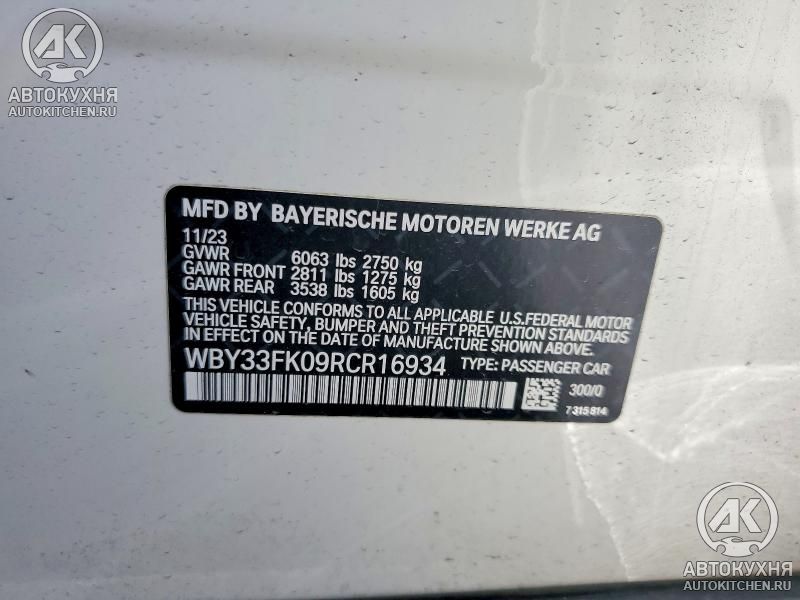 AK
АВТОКУХНЯ
AUTOKITCHEN.RU
MFD BY BAYERISCHE MOTOREN WERKE AG
11/23
GVWR 6063 lbs 2750 kg
GAWR FRONT 2811 lbs 1275 kg
GAWR REAR 3538 lbs 1605 kg
THIS VEHICLE CONFORMS TO ALL APPLICABLE U.S.FEDERAL MOTOR
VEHICLE SAFETY, BUMPER AND THEFT PREVENTION STANDARDS
IN EFFECT ON THE DATE OF MANUFACTURE SHOWN ABOVE.
WBY33FK09RCR16934 TYPE: PASSENGER CAR
300/0
7315814
AK
АВТОКУХНЯ
AUTOKITCHEN.RU